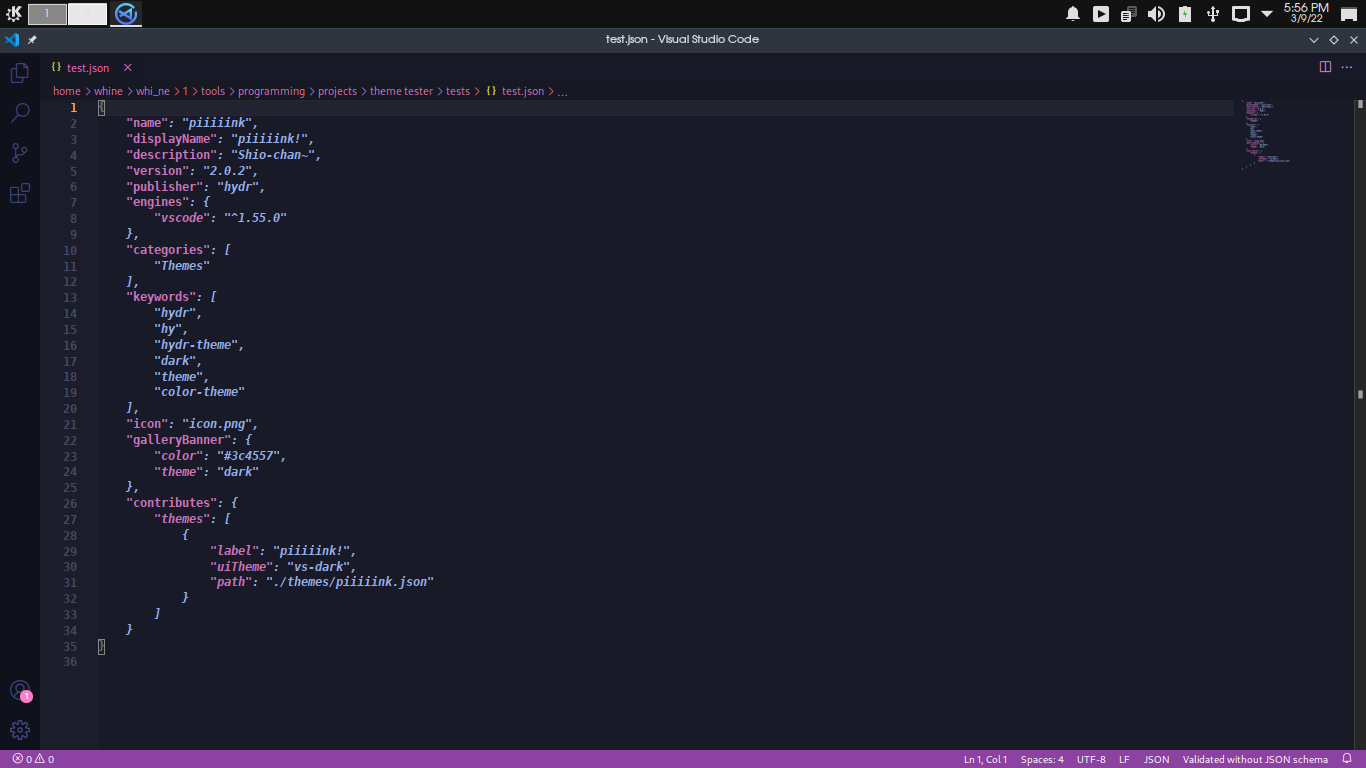 1
5:56 PM
3/9/22
test.json - Visual Studio Code
test.json
home > whine > whi_ne > 1 > tools > programming > projects > theme tester > tests > {} test.json > ...
1 {
2 "name": "piiiiink",
3 "displayName": "piiiiink!",
4 "description": "Shio-chan~",
5 "version": "2.0.2",
6 "publisher": "hydr",
7 "engines": {
8 "vscode": "^1.55.0"
9 },
10 "categories": [
11 "Themes"
12 ],
13 "keywords": [
14 "hydr",
15 "hy",
16 "hydr-theme",
17 "dark",
18 "theme",
19 "color-theme"
20 ],
21 "icon": "icon.png",
22 "galleryBanner": {
23 "color": "#3c4557",
24 "theme": "dark"
25 },
26 "contributes": {
27 "themes": [
28 {
29 "label": "piiiiink!",
30 "uiTheme": "vs-dark",
31 "path": "./themes/piiiiink.json"
32 }
33 ]
34 }
35 }
36
1
0 0 Ln 1, Col 1 Spaces: 4 UTF-8 LF JSON Validated without JSON schema